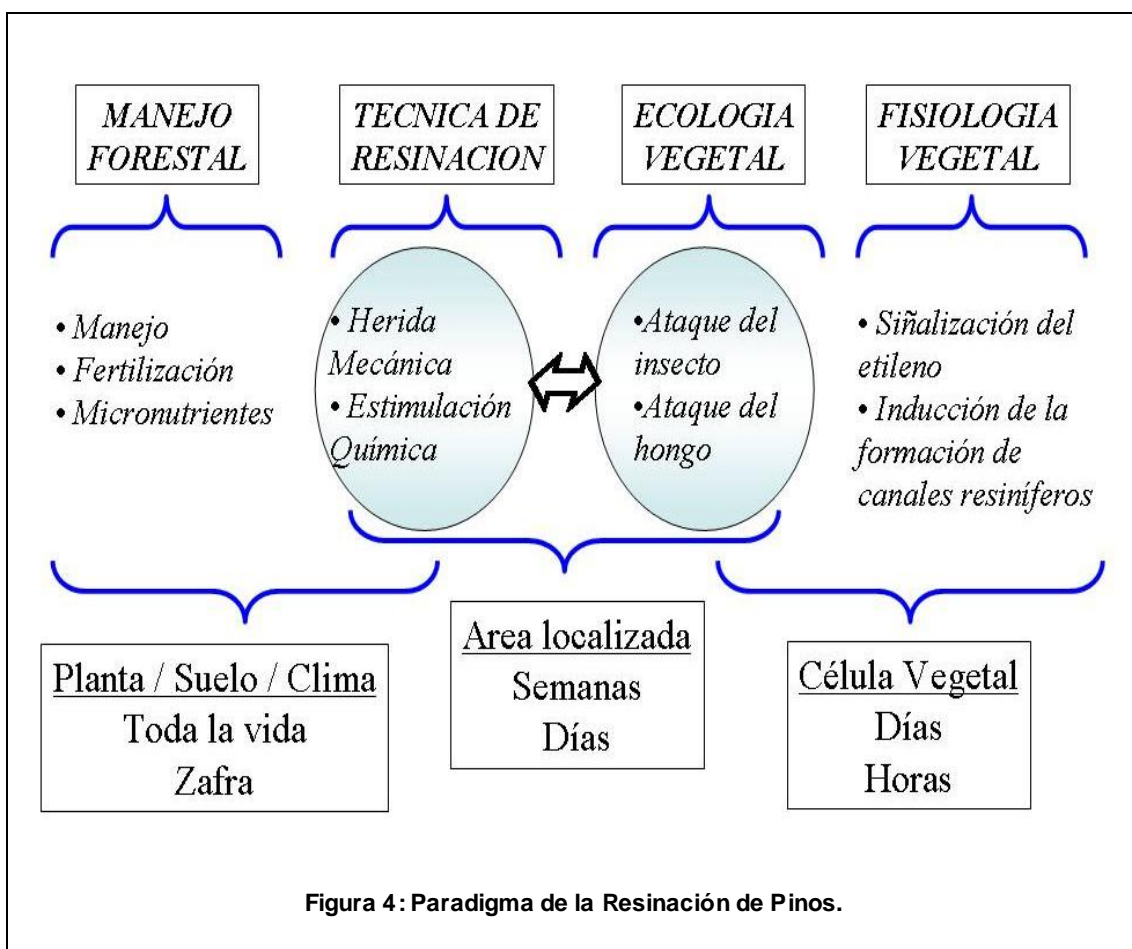 MANEJO
FORESTAL
TECNICA DE
RESINACION
ECOLOGIA
VEGETAL
FISIOLOGIA
VEGETAL
• Manejo
• Fertilización
• Micronutrientes
• Herida
Mecánica
• Estimulación
Química
•Ataque del
insecto
•Ataque del
hongo
• Siñalización del
etileno
• Inducción de la
formación de
canales resiníferos
Planta / Suelo / Clima
Toda la vida
Zafra
Area localizada
Semanas
Días
Célula Vegetal
Días
Horas
Figura 4: Paradigma de la Resinación de Pinos.